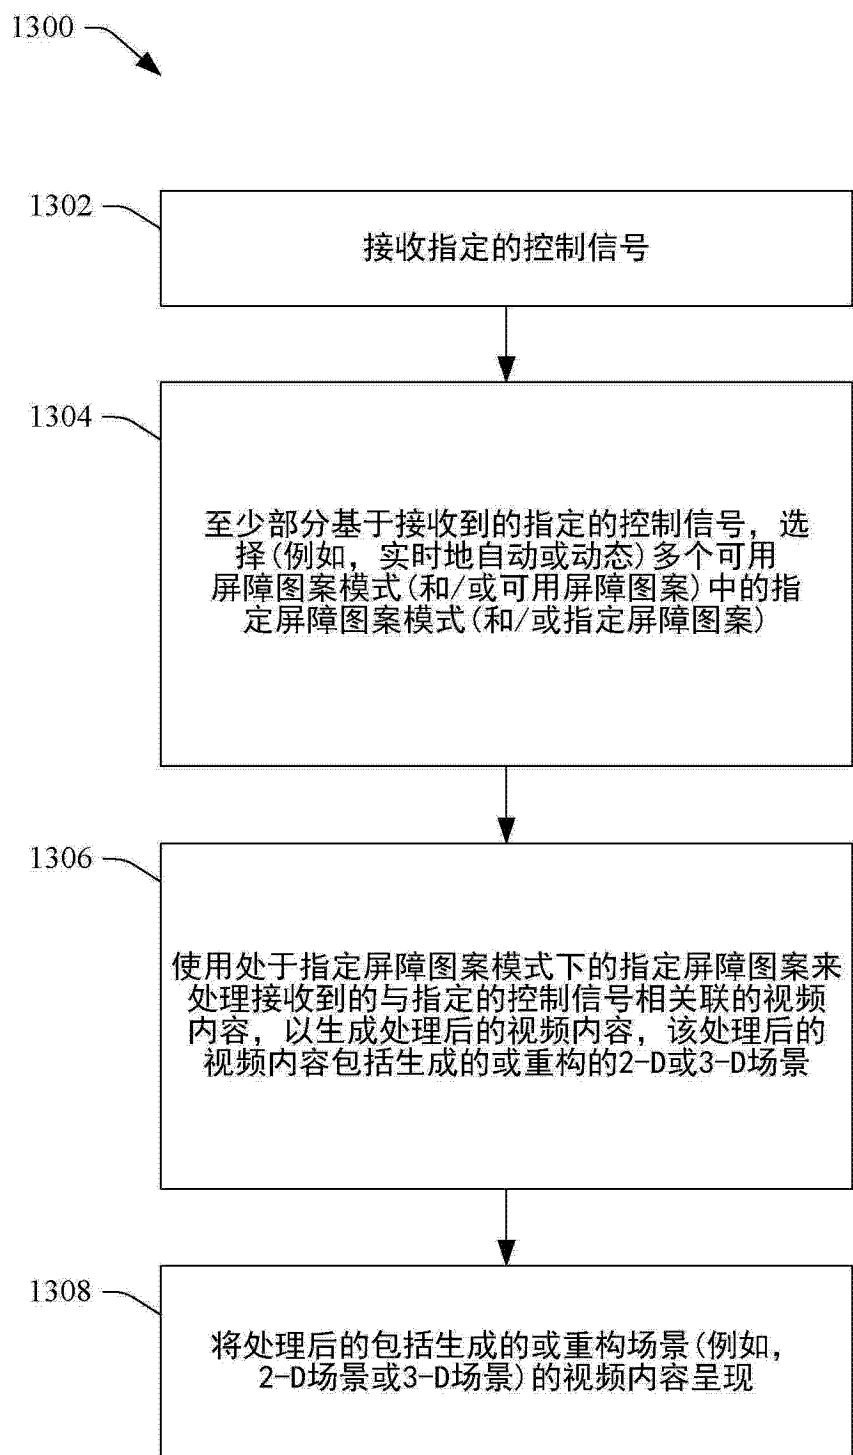 1300
1302
接收指定的控制信号
1304
至少部分基于接收到的指定的控制信号，选
择(例如，实时地自动或动态)多个可用
屏障图案模式(和/或可用屏障图案)中的指
定屏障图案模式(和/或指定屏障图案)
1306
使用处于指定屏障图案模式下的指定屏障图案来
处理接收到的与指定的控制信号相关联的视频
内容，以生成处理后的视频内容，该处理后的
视频内容包括生成的或重构的2-D或3-D场景
1308
将处理后的包括生成的或重构场景(例如，
2-D场景或3-D场景)的视频内容呈现